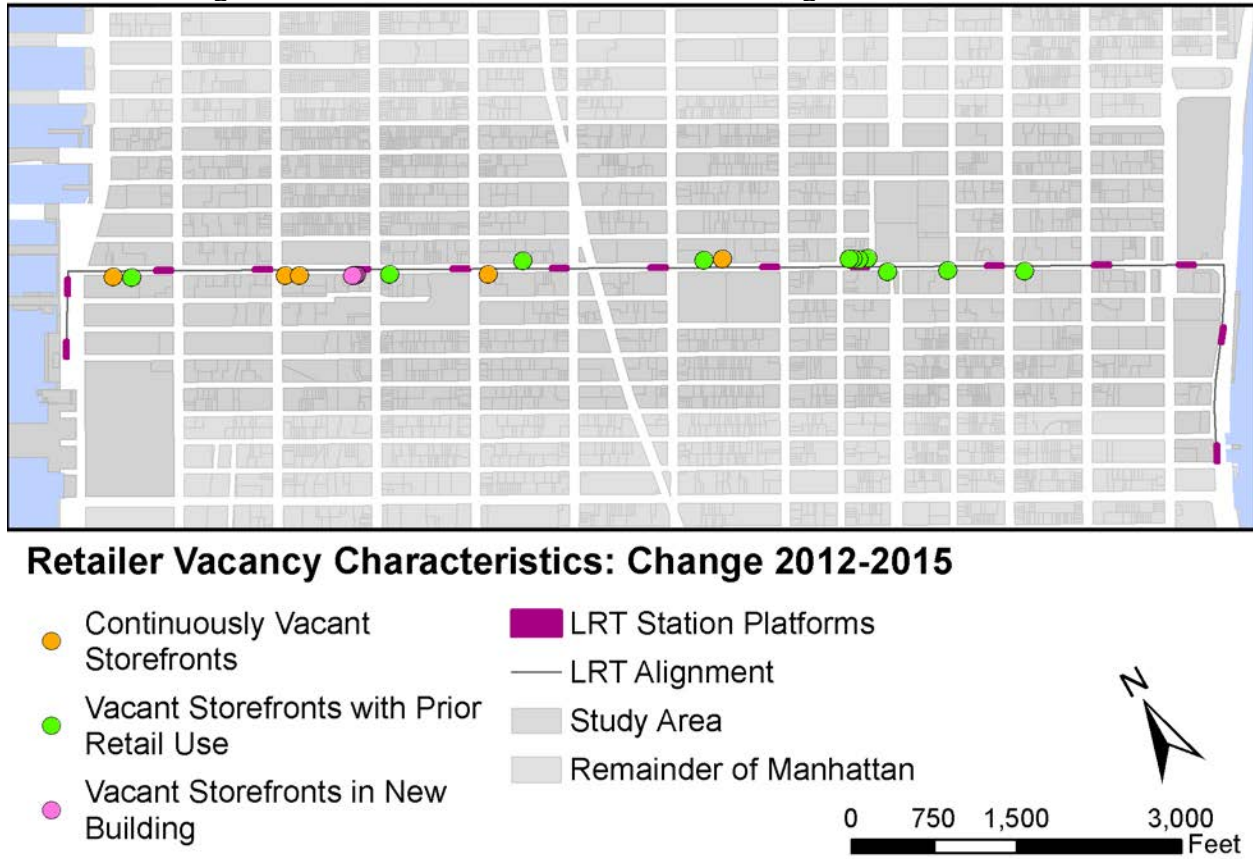 Retailer Vacancy Characteristics: Change 2012-2015
Continuously Vacant
Storefronts
Vacant Storefronts with Prior
Retail Use
Vacant Storefronts in New
Building
LRT Station Platforms
LRT Alignment
Study Area
Remainder of Manhattan
N
0 750 1,500 3,000
Feet